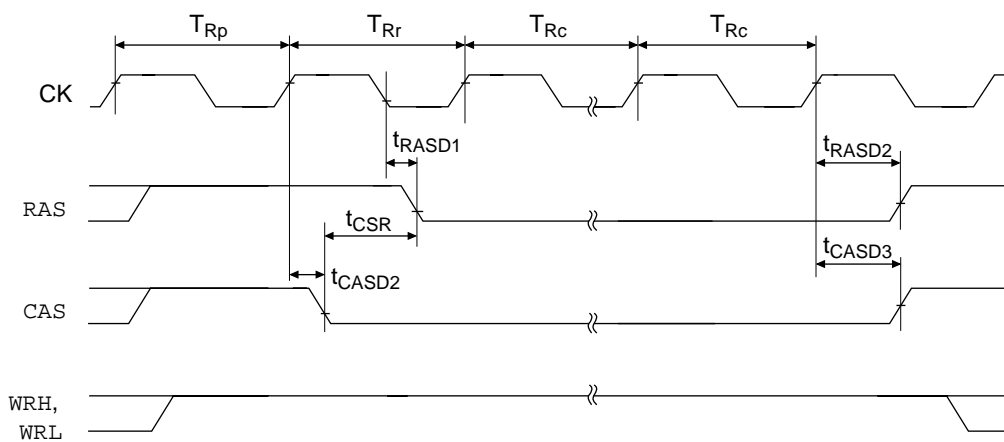 TRp TRr TRc TRc
CK
tRASD1 tRASD2
RAS
tCSR
tCASD3
tCASD2
CAS
WRH,
WRL